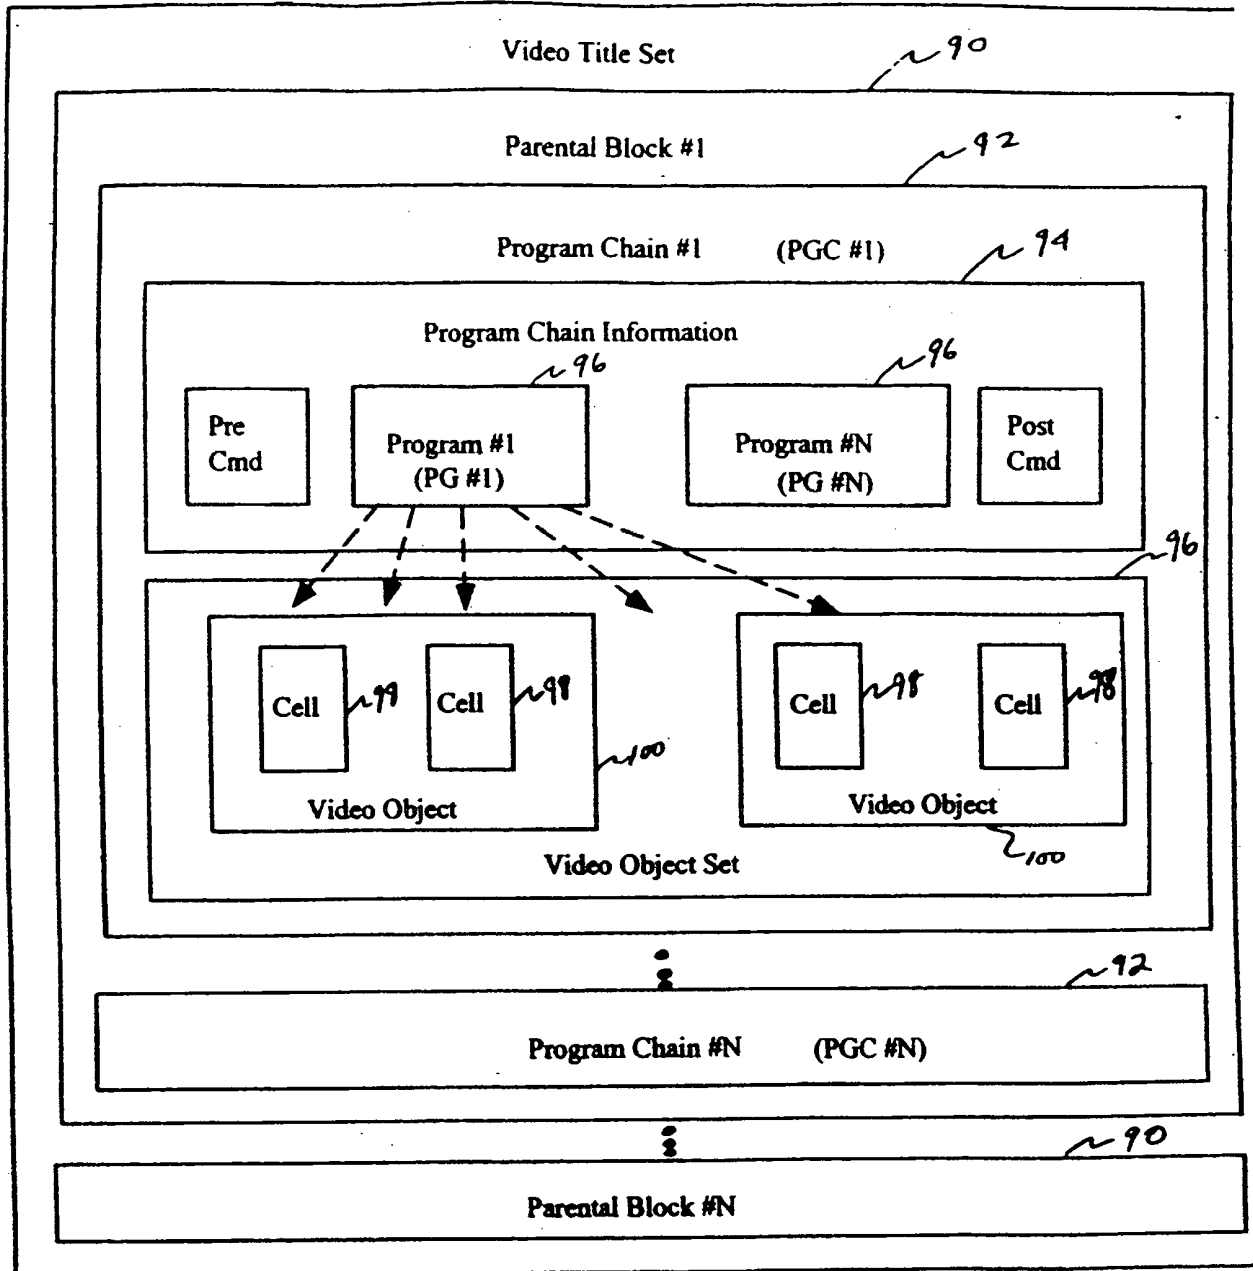 Video Title Set
90
Parental Block #1
92
Program Chain #1 (PGC #1)
94
Program Chain Information
96
96
Pre
Cmd
Program #1
(PG #1)
Program #N
(PG #N)
Post
Cmd
96
Cell
99
Cell
98
Cell
98
Cell
98
100
Video Object
Video Object
100
Video Object Set
92
Program Chain #N (PGC #N)
90
Parental Block #N